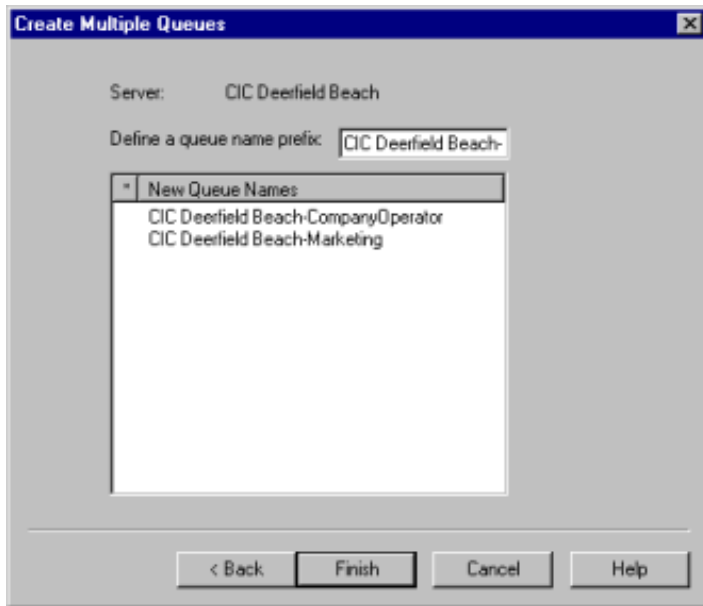 Create Multiple Queues
Server: CIC Deerfield Beach
Define a queue name prefix: CIC Deerfield Beach-
* New Queue Names
CIC Deerfield Beach-CompanyOperator
CIC Deerfield Beach-Marketing
< Back Finish Cancel Help